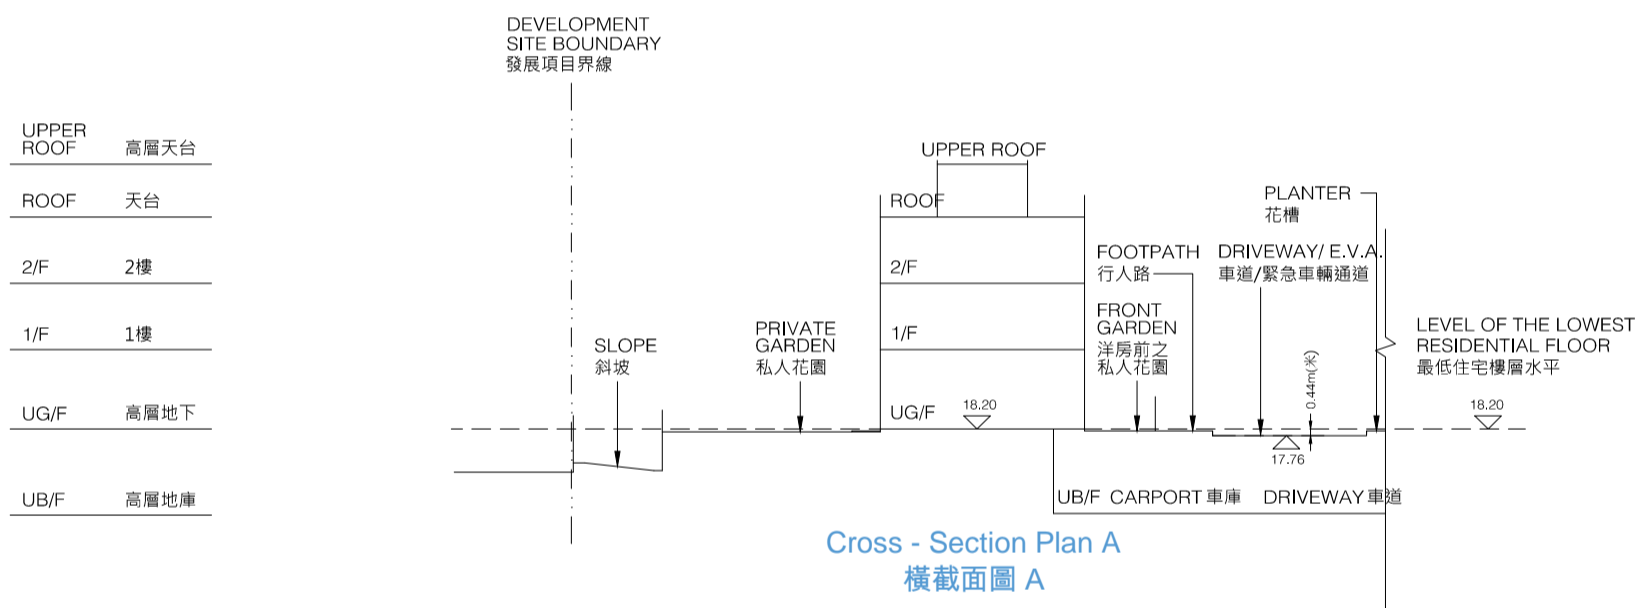 DEVELOPMENT
SITE BOUNDARY
發展項目界線
UPPER
ROOF 高層天台
ROOF 天台
2/F 2樓
1/F 1樓
UG/F 高層地下
UB/F 高層地庫
SLOPE
斜坡
PRIVATE
GARDEN
私人花園
UPPER ROOF
ROOF
2/F
1/F
UG/F
18.20
FOOTPATH
行人路
FRONT
GARDEN
洋房前之
私人花園
PLANTER
花槽
DRIVEWAY/ E.V.A.
車道/緊急車輛通道
0.44m(米)
17.76
LEVEL OF THE LOWEST
RESIDENTIAL FLOOR
最低住宅樓層水平
18.20
UB/F CARPORT 車庫 DRIVEWAY 車道
Cross - Section Plan A
橫截面圖 A